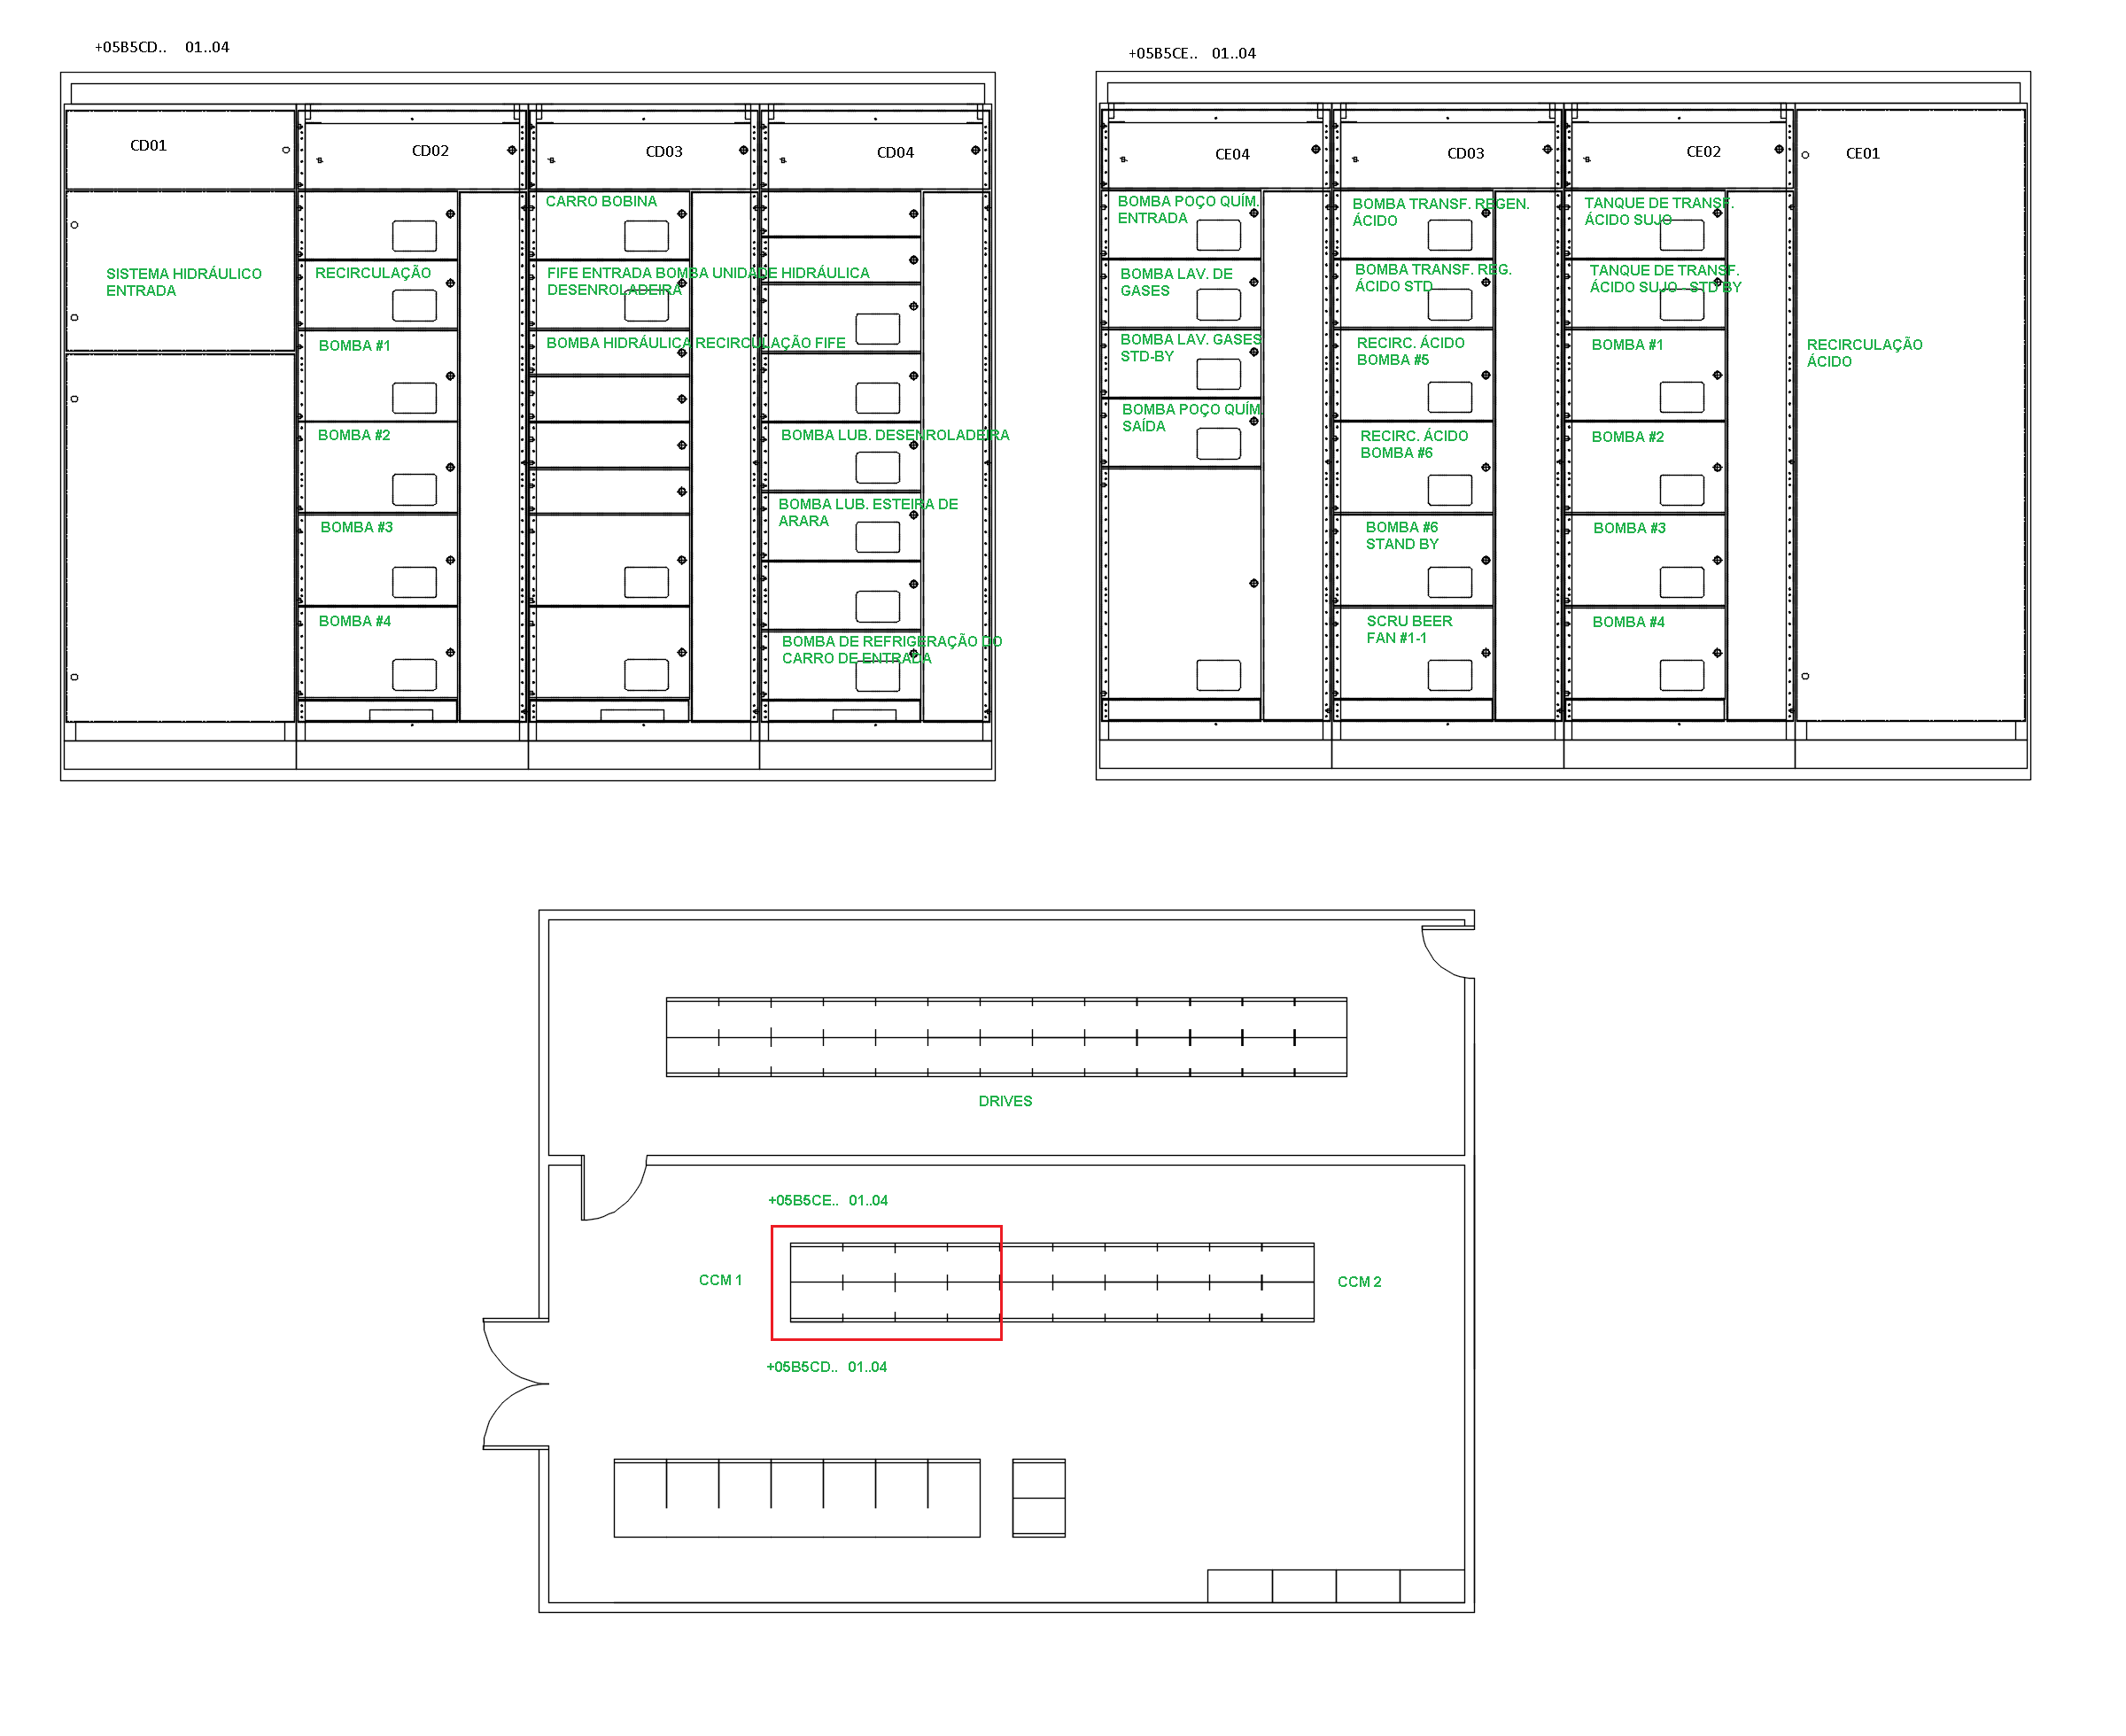 +05B5CD..    01..04
CD01
CD02
CD03
CD04
SISTEMA HIDRÁULICO
ENTRADA
RECIRCULAÇÃO
BOMBA #1
BOMBA #2
BOMBA #3
BOMBA #4
CARRO BOBINA
FIFE ENTRADA BOMBA UNIDADE HIDRÁULICA
DESENROLADEIRA
BOMBA HIDRÁULICA RECIRCULAÇÃO FIFE
BOMBA LUB. DESENROLADEIRA
BOMBA LUB. ESTEIRA DE
ARARA
BOMBA DE REFRIGERAÇÃO DO
CARRO DE ENTRADA
+05B5CE..   01..04
CE04
CD03
CE02
CE01
BOMBA POÇO QUÍM.
ENTRADA
BOMBA LAV. DE
GASES
BOMBA LAV. GASES
STD-BY
BOMBA POÇO QUÍM.
SAÍDA
BOMBA TRANSF. REGEN.
ÁCIDO
BOMBA TRANSF. REG.
ÁCIDO STD
RECIRC. ÁCIDO
BOMBA #5
RECIRC. ÁCIDO
BOMBA #6
BOMBA #6
STAND BY
SCRU BEER
FAN #1-1
TANQUE DE TRANSF.
ÁCIDO SUJO
TANQUE DE TRANSF.
ÁCIDO SUJO - STD BY
BOMBA #1
BOMBA #2
BOMBA #3
BOMBA #4
RECIRCULAÇÃO
ÁCIDO
DRIVES
+05B5CE..  01..04
CCM 1
CCM 2
+05B5CD..  01..04